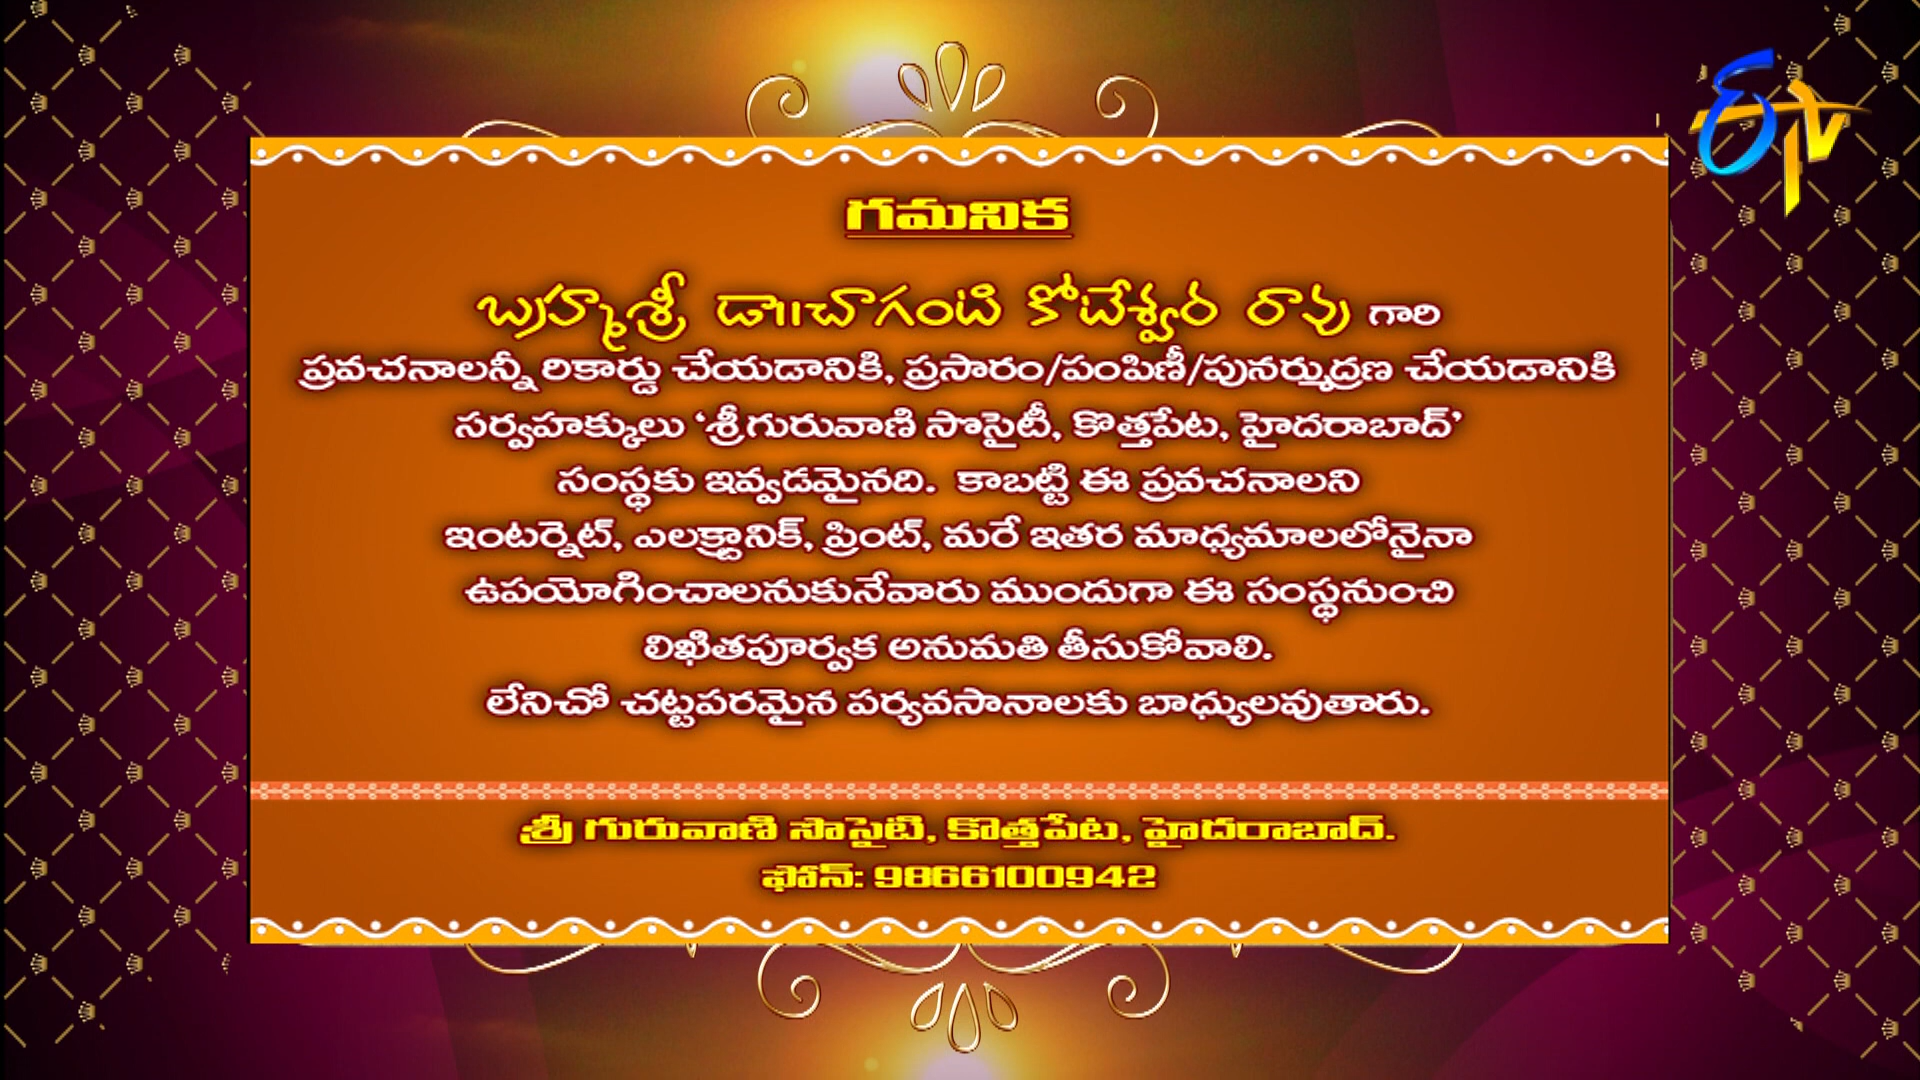 ఈTV
గమనిక
బ్రహ్మశ్రీ డా॥చాగంటి కోటేశ్వర రావు గారి
ప్రవచనాలన్నీ రికార్డు చేయడానికి, ప్రసారం/పంపిణీ/పునర్ముద్రణ చేయడానికి
సర్వహక్కులు ‘శ్రీగురువాణి సొసైటీ, కొత్తపేట, హైదరాబాద్’
సంస్థకు ఇవ్వడమైనది. కాబట్టి ఈ ప్రవచనాలని
ఇంటర్నెట్, ఎలక్ట్రానిక్, ప్రింట్, మరే ఇతర మాధ్యమాలలోనైనా
ఉపయోగించాలనుకునేవారు ముందుగా ఈ సంస్థనుంచి
లిఖితపూర్వక అనుమతి తీసుకోవాలి.
లేనిచో చట్టపరమైన పర్యవసానాలకు బాధ్యులవుతారు.
శ్రీ గురువాణి సొసైటి, కొత్తపేట, హైదరాబాద్.
ఫోన్: 9866100942